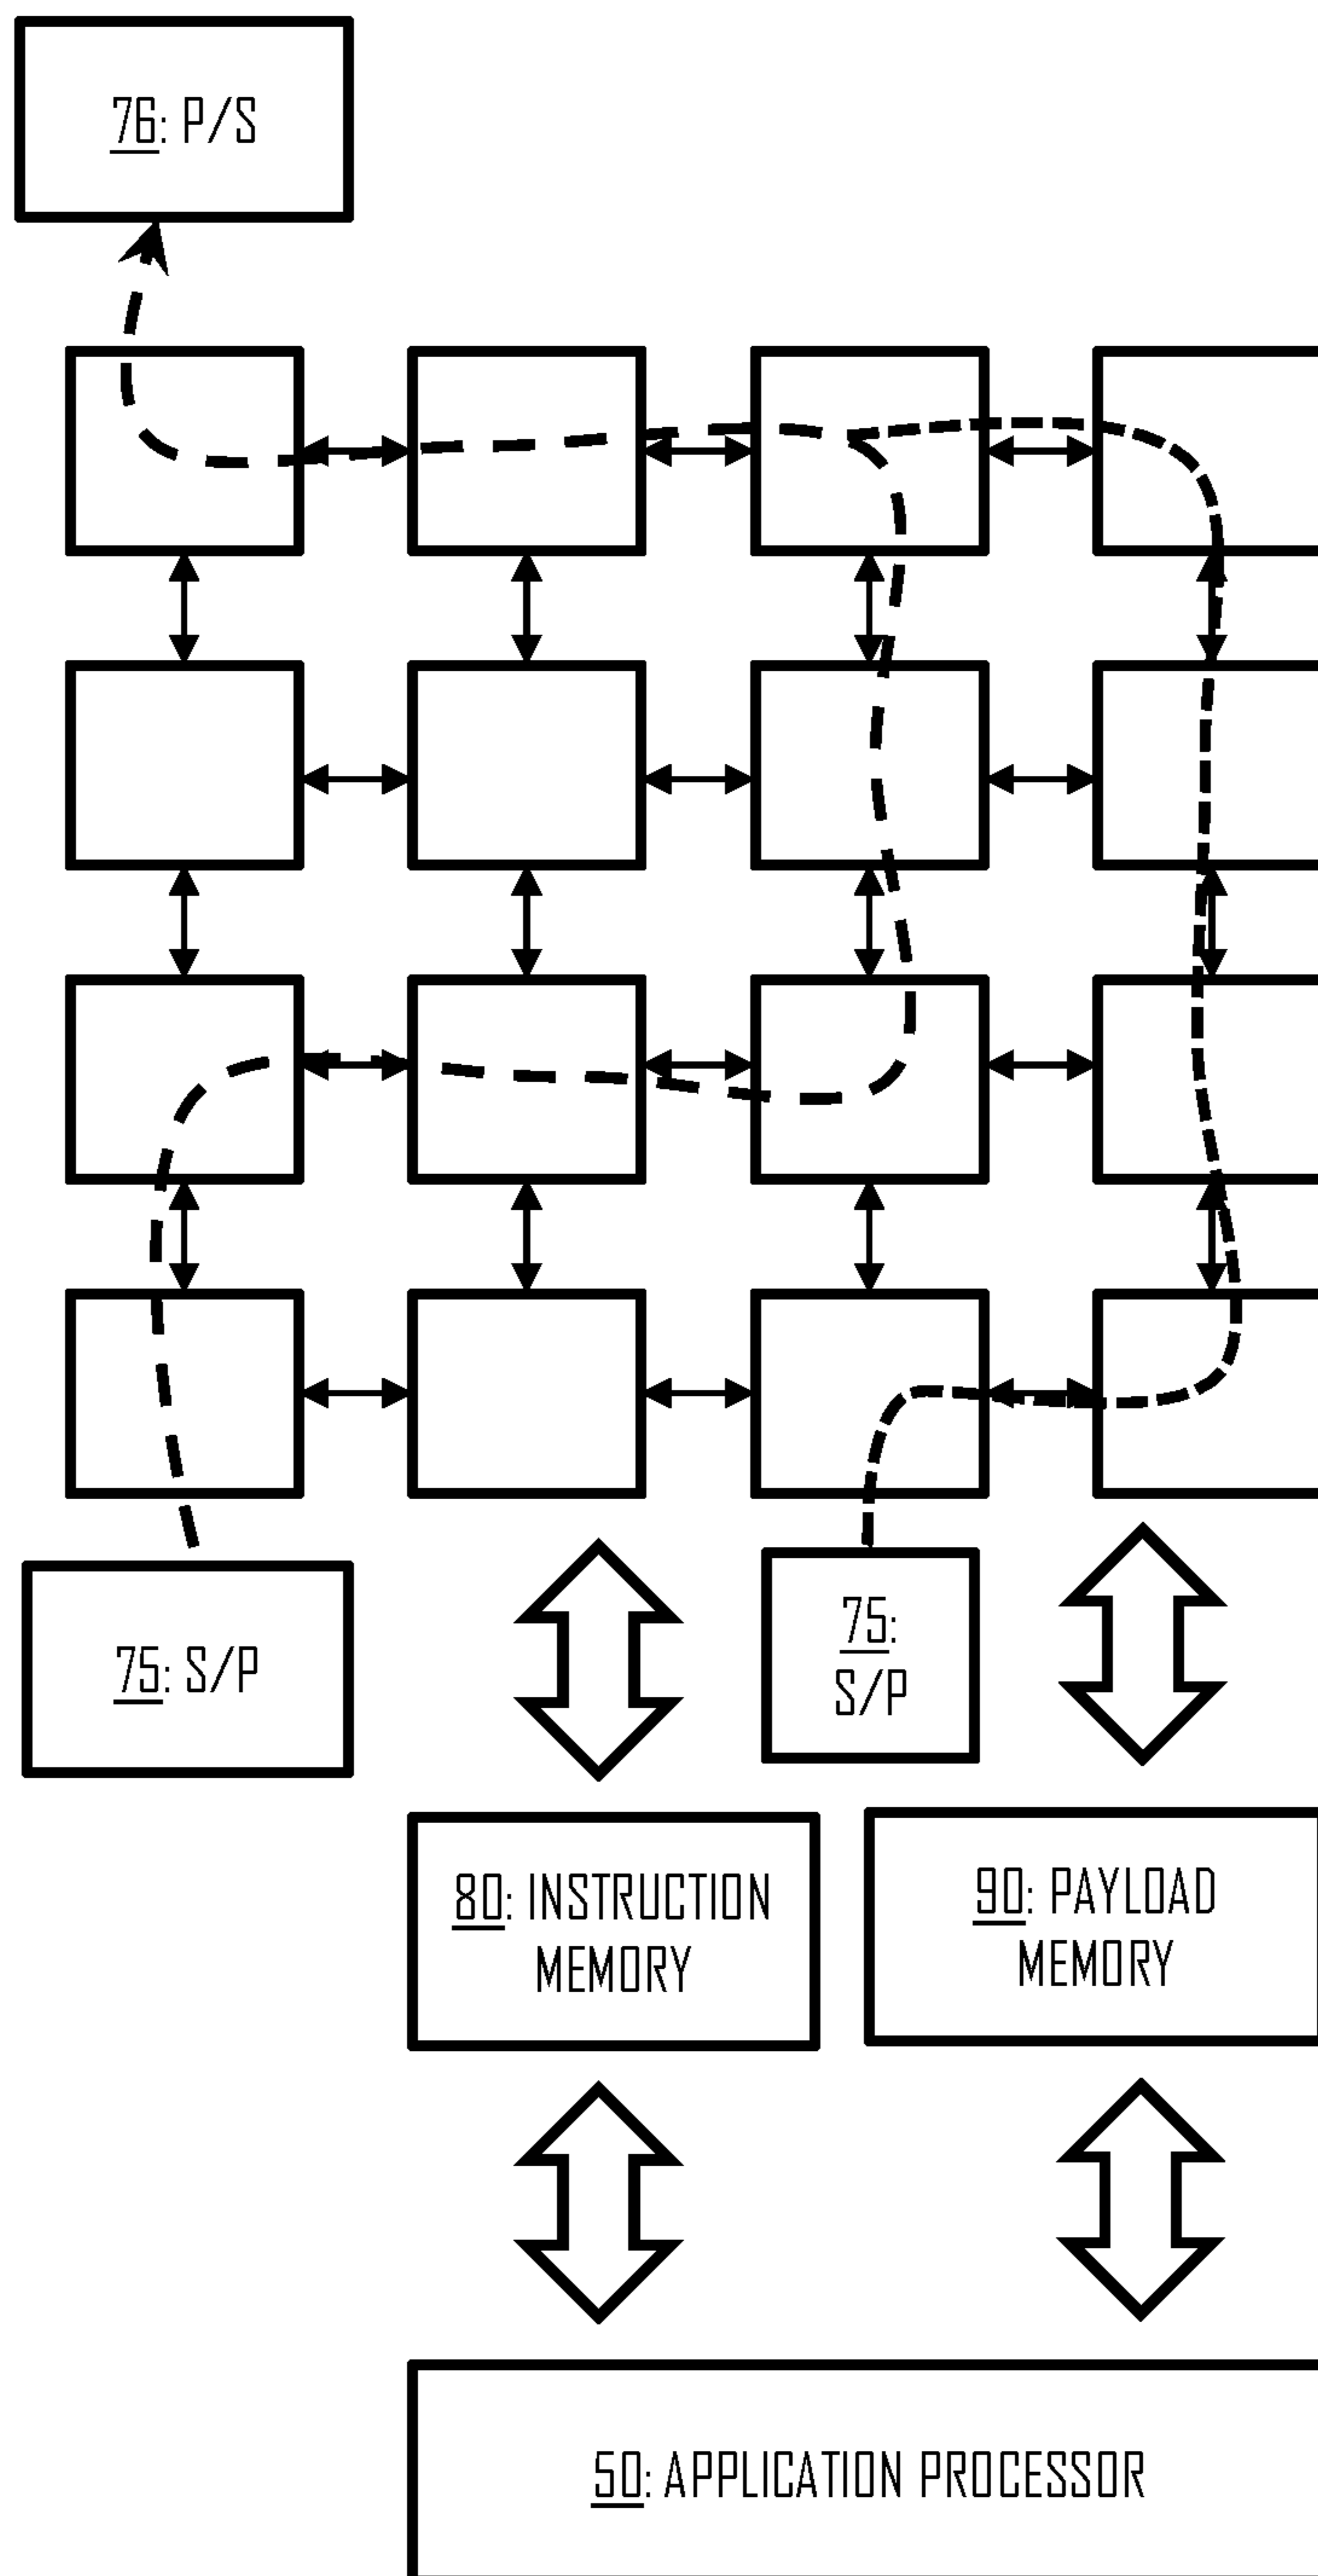 76: P/S
75: S/P
75:
S/P
80: INSTRUCTION
MEMORY
90: PAYLOAD
MEMORY
50: APPLICATION PROCESSOR